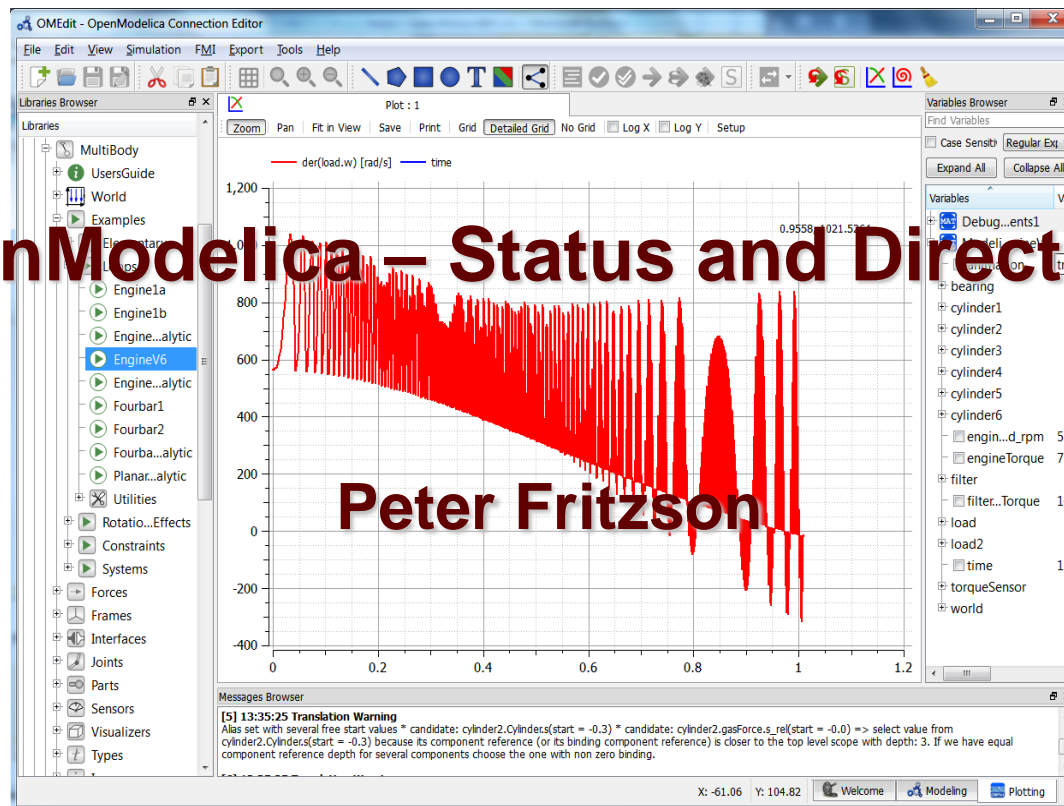 OMEdit - OpenModelica Connection Editor
File Edit View Simulation FMI Export Tools Help
Libraries Browser
Libraries
MultiBody
UsersGuide
World
Examples
Loops
Engine1a
Engine1b
Engine...alytic
EngineV6
Engine...alytic
Fourbar1
Fourbar2
Fourba...alytic
Planar...alytic
Utilities
Rotatio...Effects
Constraints
Systems
Forces
Frames
Interfaces
Joints
Parts
Sensors
Visualizers
Types
Plot : 1
Zoom Pan Fit in View Save Print Grid Detailed Grid No Grid Log X Log Y Setup
der(load.w) [rad/s] time
1,200
800
600
400
200
0
-200
-400
0 0.2 0.4 0.6 0.8 1 1.2
nModelica – Status and Direct
Peter Fritzson
Variables Browser
Find Variables
Case Sensiti Regular Exp
Expand All Collapse All
Variables V
Debug...ents1
bearing
cylinder1
cylinder2
cylinder3
cylinder4
cylinder5
cylinder6
engin...d_rpm 5
engineTorque 7
filter
filter...Torque 1
load
load2
time 1
torqueSensor
world
Messages Browser
[5] 13:35:25 Translation Warning
Alias set with several free start values * candidate: cylinder2.Cylinder.s(start = -0.3) * candidate: cylinder2.gasForce.s_rel(start = -0.0) => select value from
cylinder2.Cylinder.s(start = -0.3) because its component reference (or its binding component reference) is closer to the top level scope with depth: 3. If we have equal
component reference depth for several components choose the one with non zero binding.
X: -61.06 Y: 104.82 Welcome Modeling Plotting